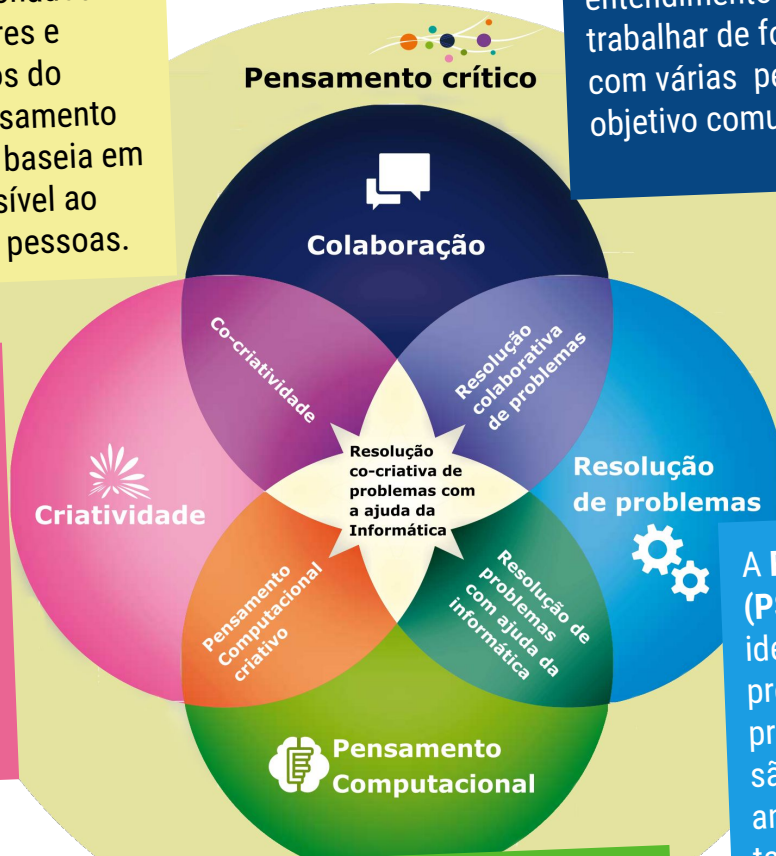 res e
os do
samento
baseia em
sível ao
pessoas.
Pensamento crítico
entendimento
trabalhar de fo
com várias pe
objetivo comu
Colaboração
Co-criatividade
Resolução
colaborativa
de problemas
Criatividade
Resolução
co-criativa de
problemas com
a ajuda da
Informática
Resolução
de problemas
Pensamento
Computacional
criativo
Resolução de
problemas
com ajuda da
informática
Pensamento
Computacional
A
(P
ide
pr
pr
sã